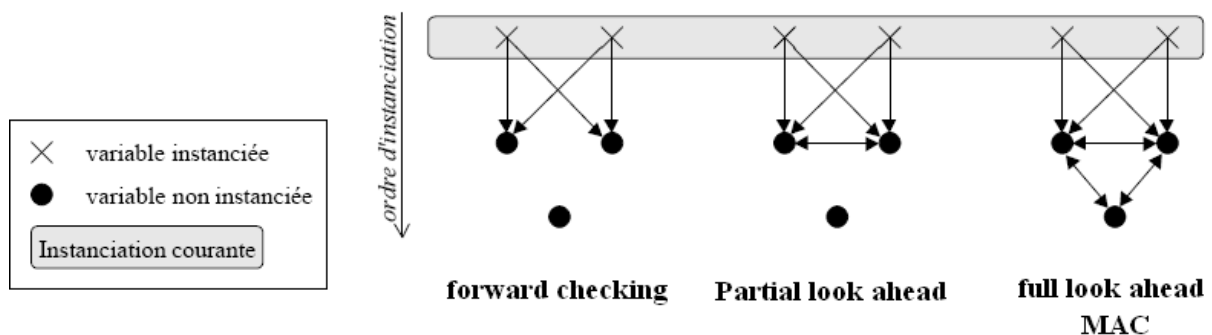 ordre d'instanciation
variable instanciée
variable non instanciée
Instanciation courante
forward checking
Partial look ahead
full look ahead
MAC